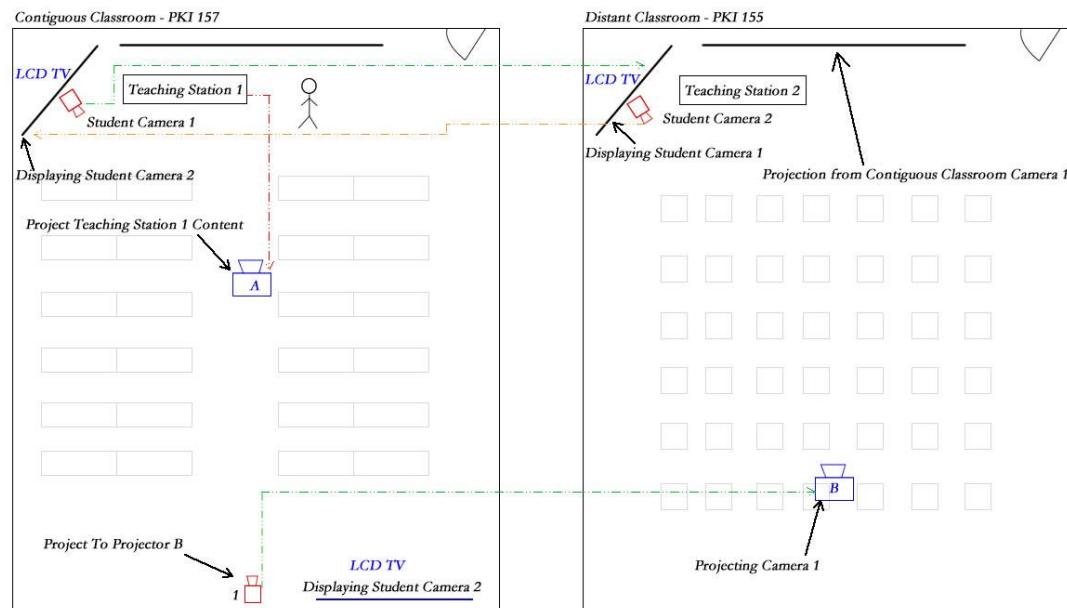 Contiguous Classroom - PKI 157
Distant Classroom - PKI 155
LCD TV
Teaching Station 1
Student Camera 1
Displaying Student Camera 2
Project Teaching Station 1 Content
A
Project To Projector B
1
LCD TV
Displaying Student Camera 2
LCD TV
Teaching Station 2
Student Camera 2
Displaying Student Camera 1
Projection from Contiguous Classroom Camera 1
B
Projecting Camera 1